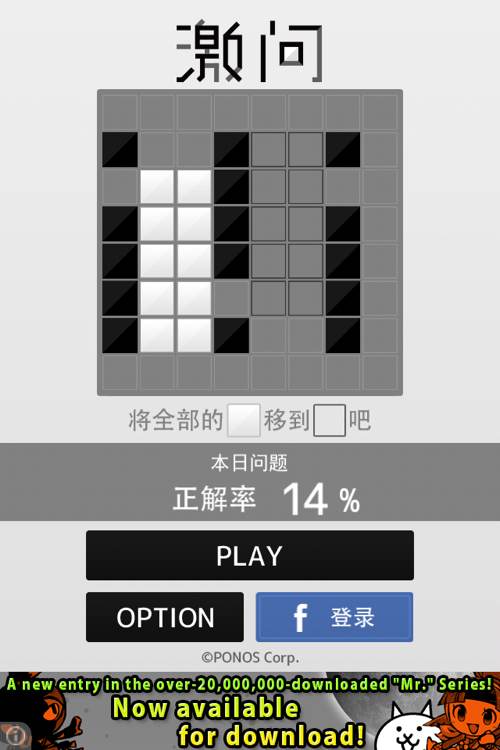 激问
将全部的 移到 吧
本日问题
正解率 14 %
PLAY
OPTION
f 登录
©PONOS Corp.
A new entry in the over-20,000,000-downloaded "Mr." Series!
Now available
for download!